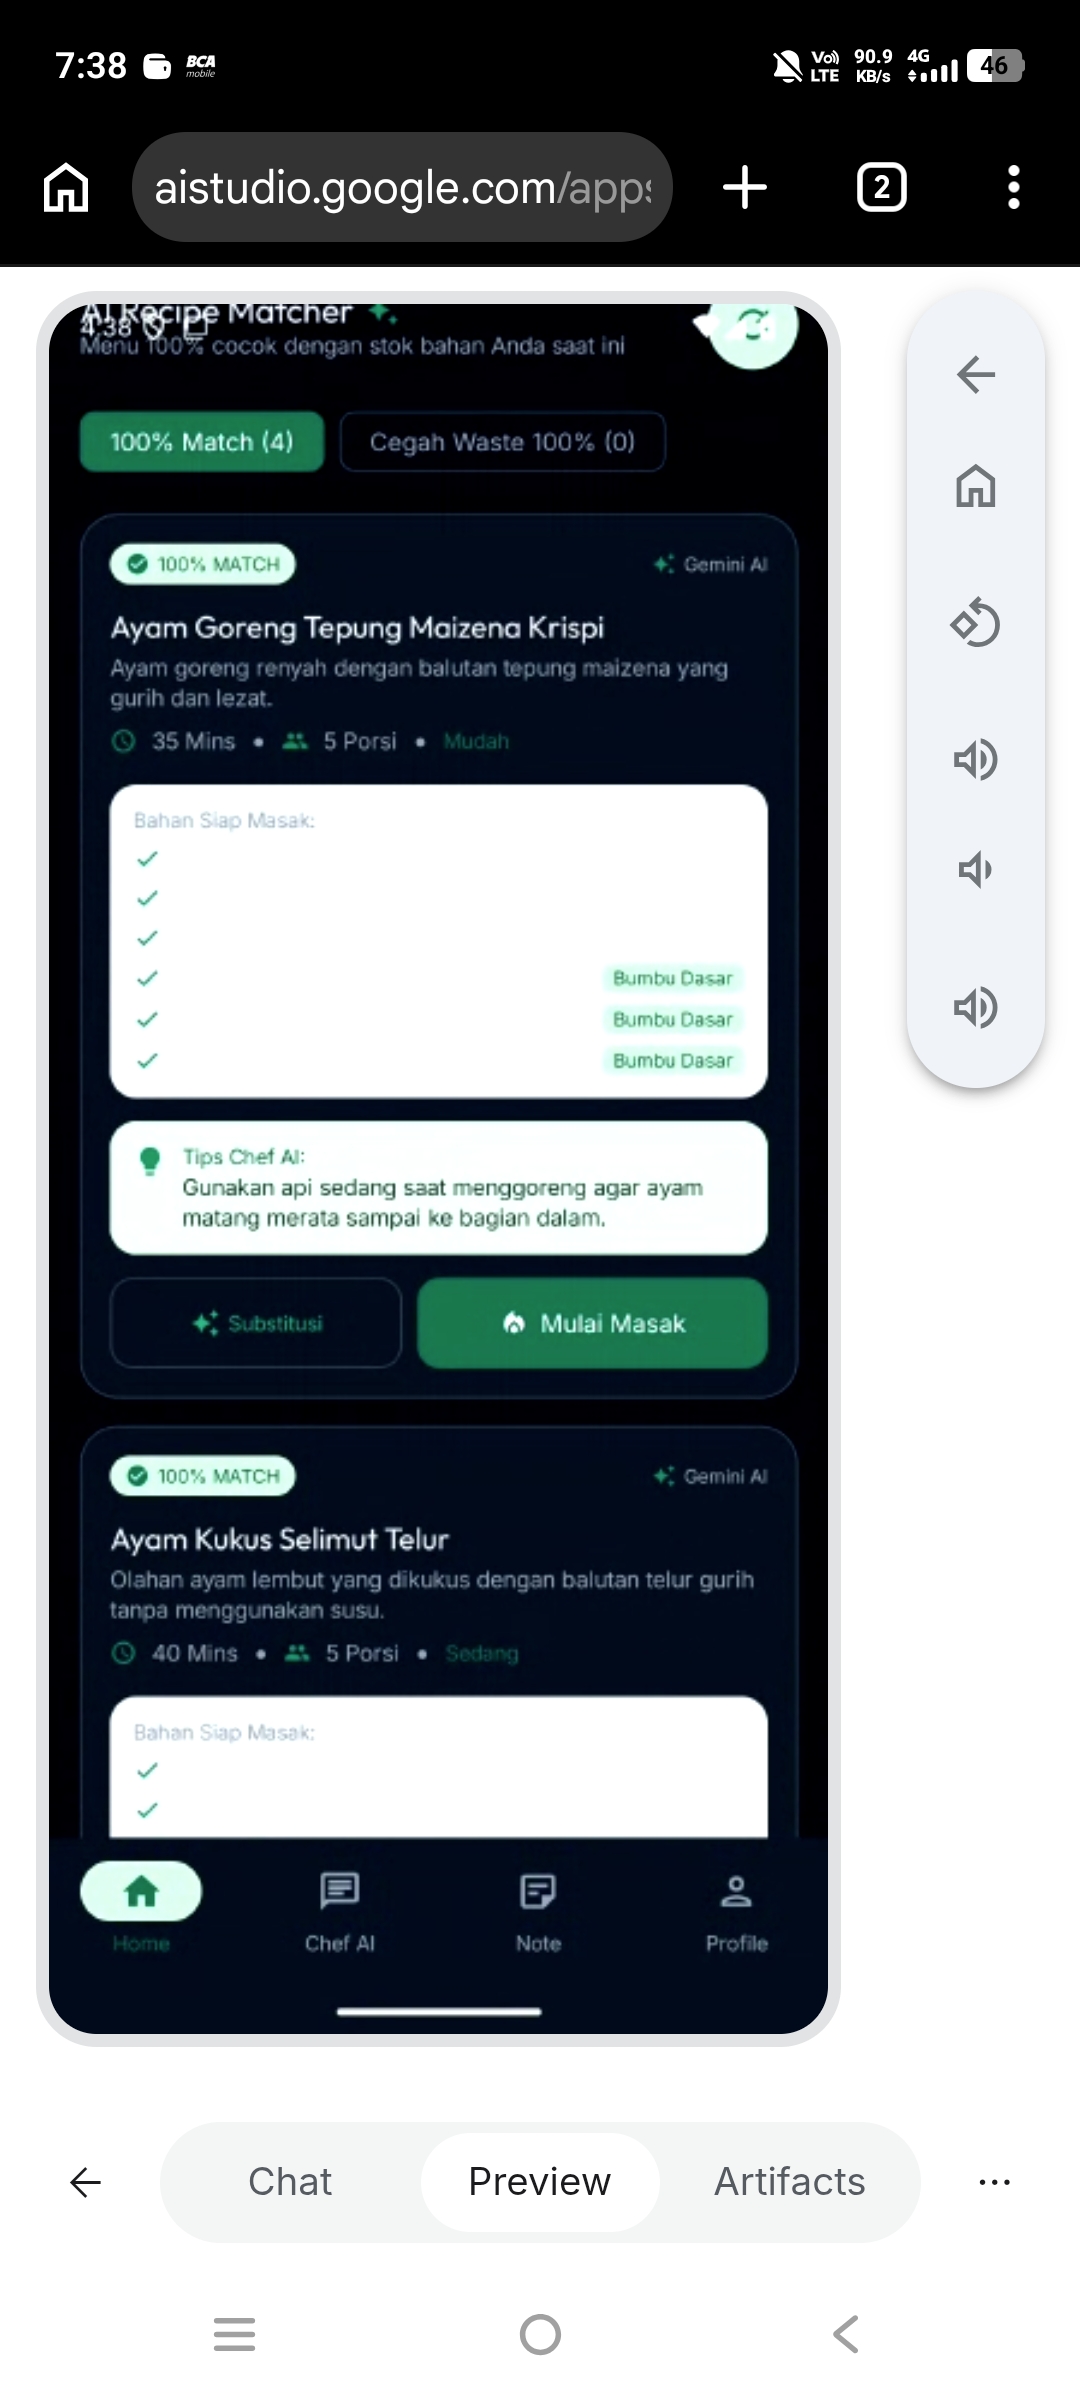 7:38
BCA
mobile
Vo)) LTE
90.9 KB/s
4G
46
aistudio.google.com/apps
2
AI Recipe Matcher
4:38
Menu 100% cocok dengan stok bahan Anda saat ini
100% Match (4)
Cegah Waste 100% (0)
100% MATCH
Gemini AI
Ayam Goreng Tepung Maizena Krispi
Ayam goreng renyah dengan balutan tepung maizena yang
gurih dan lezat.
35 Mins • 5 Porsi • Mudah
Bahan Siap Masak:
Bumbu Dasar
Bumbu Dasar
Bumbu Dasar
Tips Chef AI:
Gunakan api sedang saat menggoreng agar ayam
matang merata sampai ke bagian dalam.
Substitusi
Mulai Masak
100% MATCH
Gemini AI
Ayam Kukus Selimut Telur
Olahan ayam lembut yang dikukus dengan balutan telur gurih
tanpa menggunakan susu.
40 Mins • 5 Porsi • Sedang
Bahan Siap Masak:
Home
Chef AI
Note
Profile
Chat
Preview
Artifacts